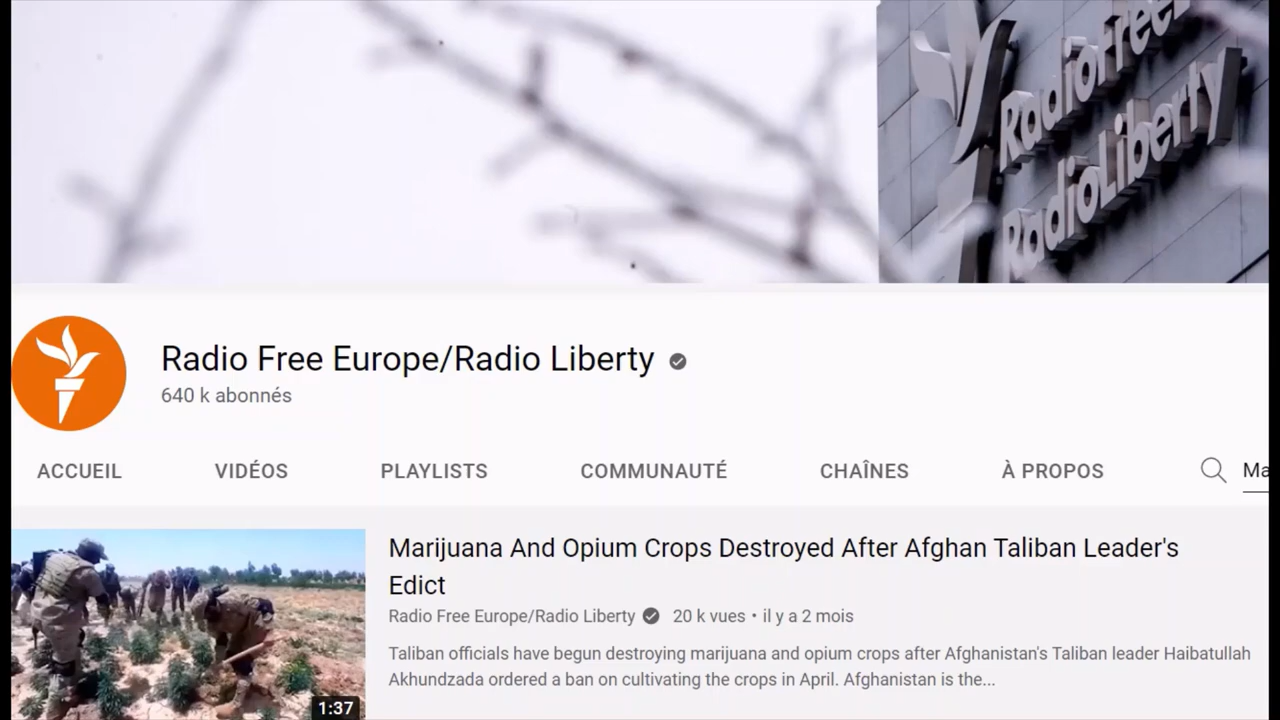 RadioFree
RadioLiberty
Radio Free Europe/Radio Liberty
640 k abonnés
ACCUEIL VIDÉOS PLAYLISTS COMMUNAUTÉ CHAÎNES À PROPOS Ma
Marijuana And Opium Crops Destroyed After Afghan Taliban Leader's
Edict
Radio Free Europe/Radio Liberty 20 k vues • il y a 2 mois
Taliban officials have begun destroying marijuana and opium crops after Afghanistan's Taliban leader Haibatullah
Akhundzada ordered a ban on cultivating the crops in April. Afghanistan is the...
1:37